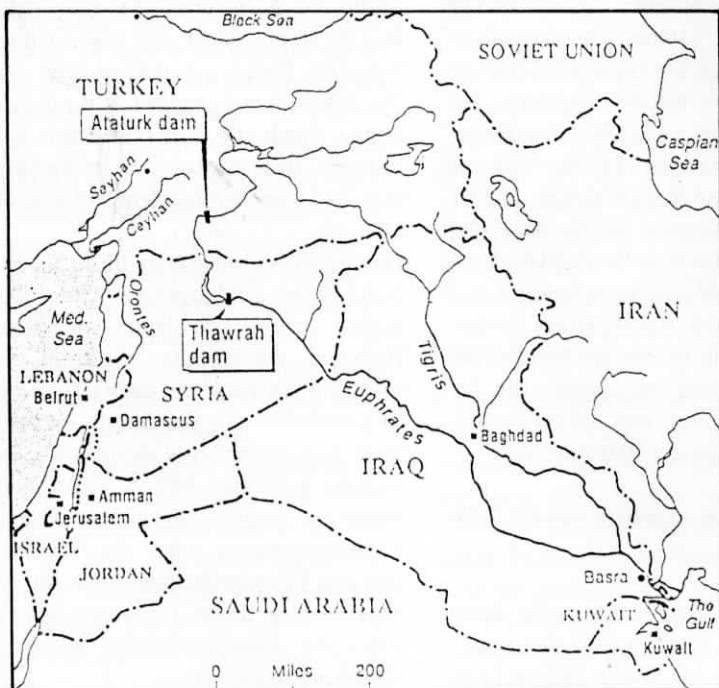 Black Sea
SOVIET UNION
TURKEY
Ataturk dam
Caspian
Sea
Seyhan
Ceyhan
Orontes
IRAN
Med.
Sea
Thawrah
dam
Tigris
LEBANON
Beirut
SYRIA
Euphrates
Damascus
Baghdad
IRAQ
Amman
Jerusalem
ISRAEL
JORDAN
Basra
SAUDI ARABIA
KUWAIT
The
Gulf
Kuwait
0 Miles 200